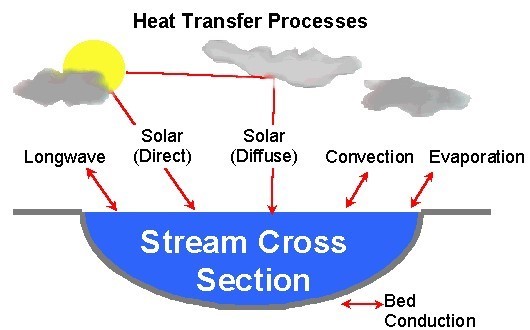 Heat Transfer Processes
Solar
(Direct)
Solar
(Diffuse)
Longwave
Convection
Evaporation
Stream Cross
Section
Bed
Conduction